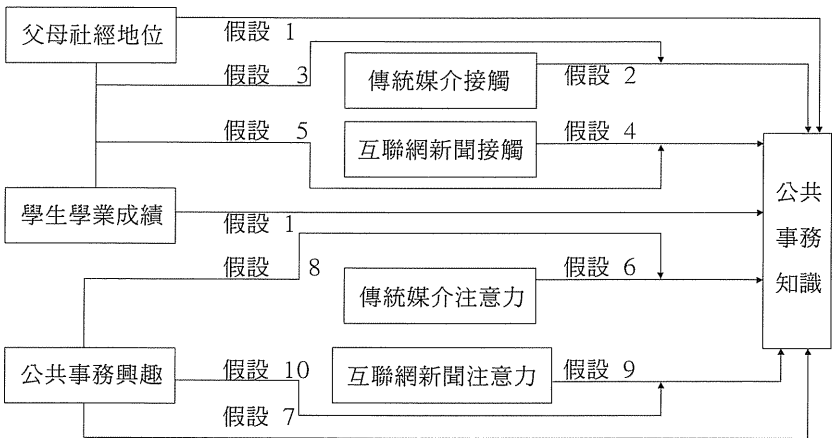 父母社經地位
假設 1
假設 3
傳統媒介接觸
假設 2
假設 5
互聯網新聞接觸
假設 4
學生學業成績
假設 1
公共
事務
知識
假設 8
傳統媒介注意力
假設 6
公共事務興趣
假設 10
互聯網新聞注意力
假設 9
假設 7